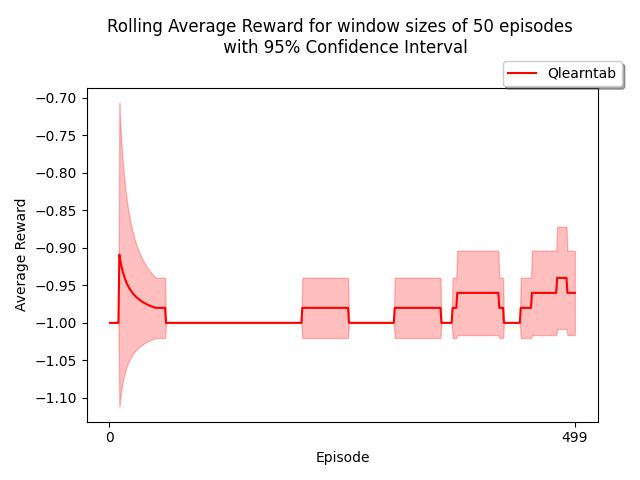 Rolling Average Reward for window sizes of 50 episodes
with 95% Confidence Interval
Qlearntab
−0.70
−0.75
−0.80
−0.85
−0.90
−0.95
−1.00
−1.05
−1.10
Average Reward
0
499
Episode